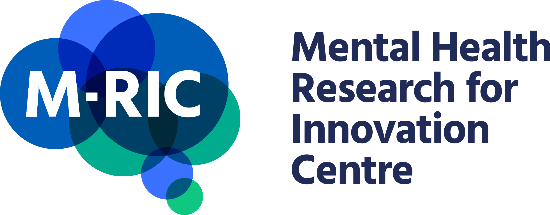 M-RIC
Mental Health
Research for
Innovation
Centre